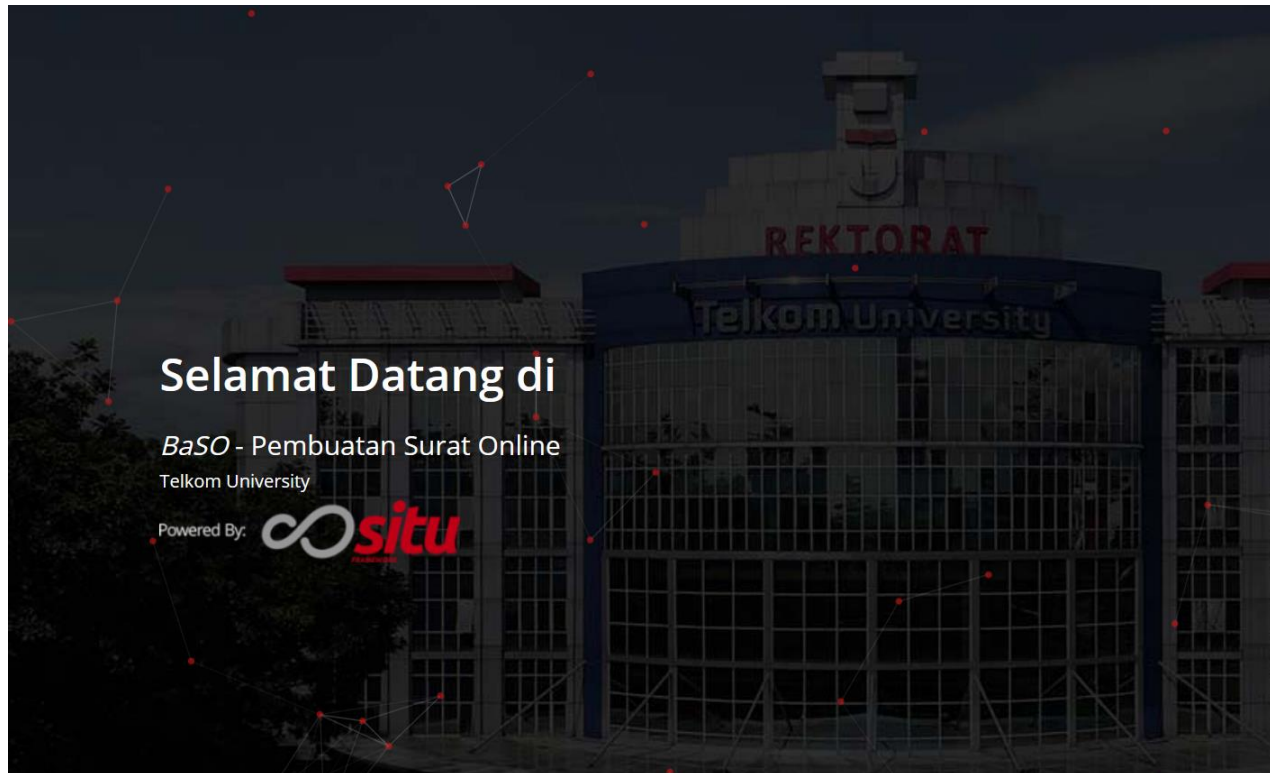 REKTORAT
Telkom University
Selamat Datang di
BaSO - Pembuatan Surat Online
Telkom University
Powered By: situ